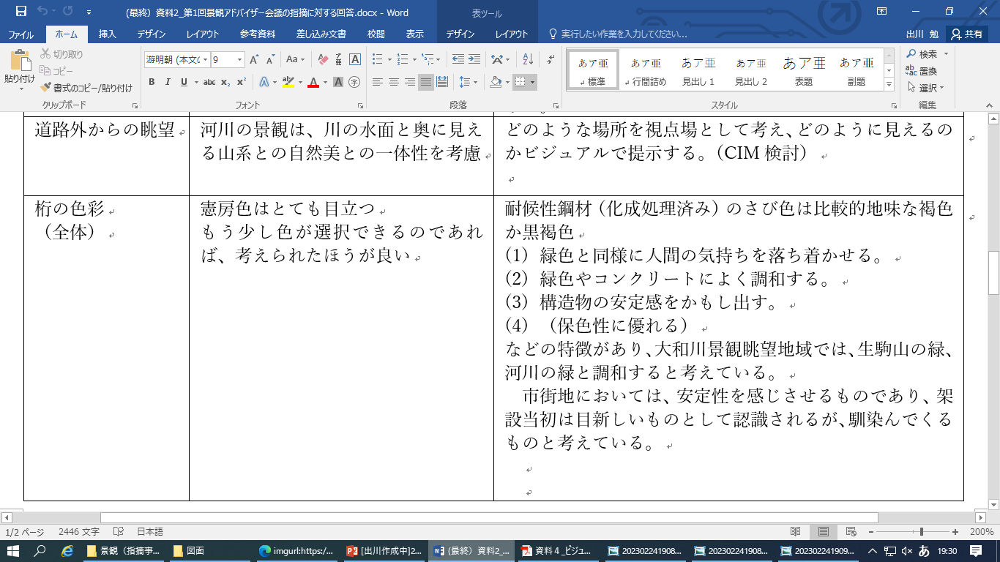 (最終）資料2_第1回景観アドバイザー会議の指摘に対する回答.docx - Word
表ツール
ファイル ホーム 挿入 デザイン レイアウト 参考資料 差し込み文書 校閲 表示 デザイン レイアウト 実行したい作業を入力してください... 出川 勉 共有
貼り付け
切り取り
コピー
書式のコピー/貼り付け
クリップボード
游明朝 (本文の 9
フォント
段落
あア亜 あア亜 あア亜 あア亜 あア亜 あア亜
標準 行間詰め 見出し 1 見出し 2 表題 副題
スタイル
検索
置換
選択
編集
道路外からの眺望
河川の景観は、川の水面と奥に見え
る山系との自然美との一体性を考慮
どのような場所を視点場として考え、どのように見えるの
かビジュアルで提示する。（CIM 検討）
桁の色彩
（全体）
憲房色はとても目立つ
もう少し色が選択できるのであれ
ば、考えられたほうが良い
耐候性鋼材（化成処理済み）のさび色は比較的地味な褐色
か黒褐色
(1) 緑色と同様に人間の気持ちを落ち着かせる。
(2) 緑色やコンクリートによく調和する。
(3) 構造物の安定感をかもし出す。
(4) （保色性に優れる）
などの特徴があり、大和川景観眺望地域では、生駒山の緑、
河川の緑と調和すると考えている。
市街地においては、安定性を感じさせるものであり、架
設当初は目新しいものとして認識されるが、馴染んでくる
ものと考えている。
1/2 ページ 2446 文字 日本語 200%
景観（指摘事... 図面 imgurl:https:/... [出川作成中]2... (最終）資料2_... 資料４_ビジュ... 202302241908... 202302241908... 202302241909... あ 19:30